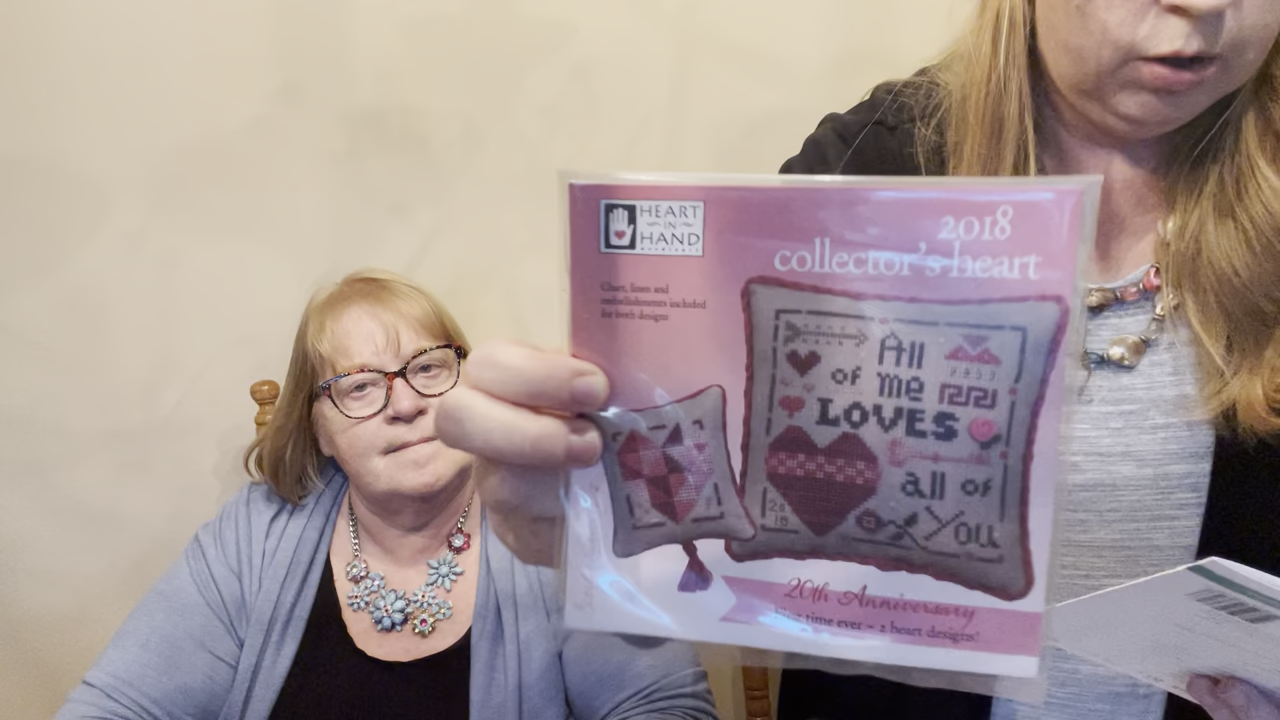 HEART
IN
HAND
2018
collector's heart
Chart, linen and
embellishments included
for both designs
All
of me
LOVES
all of
You
20
18
20th Anniversary
First time ever - 2 heart designs!